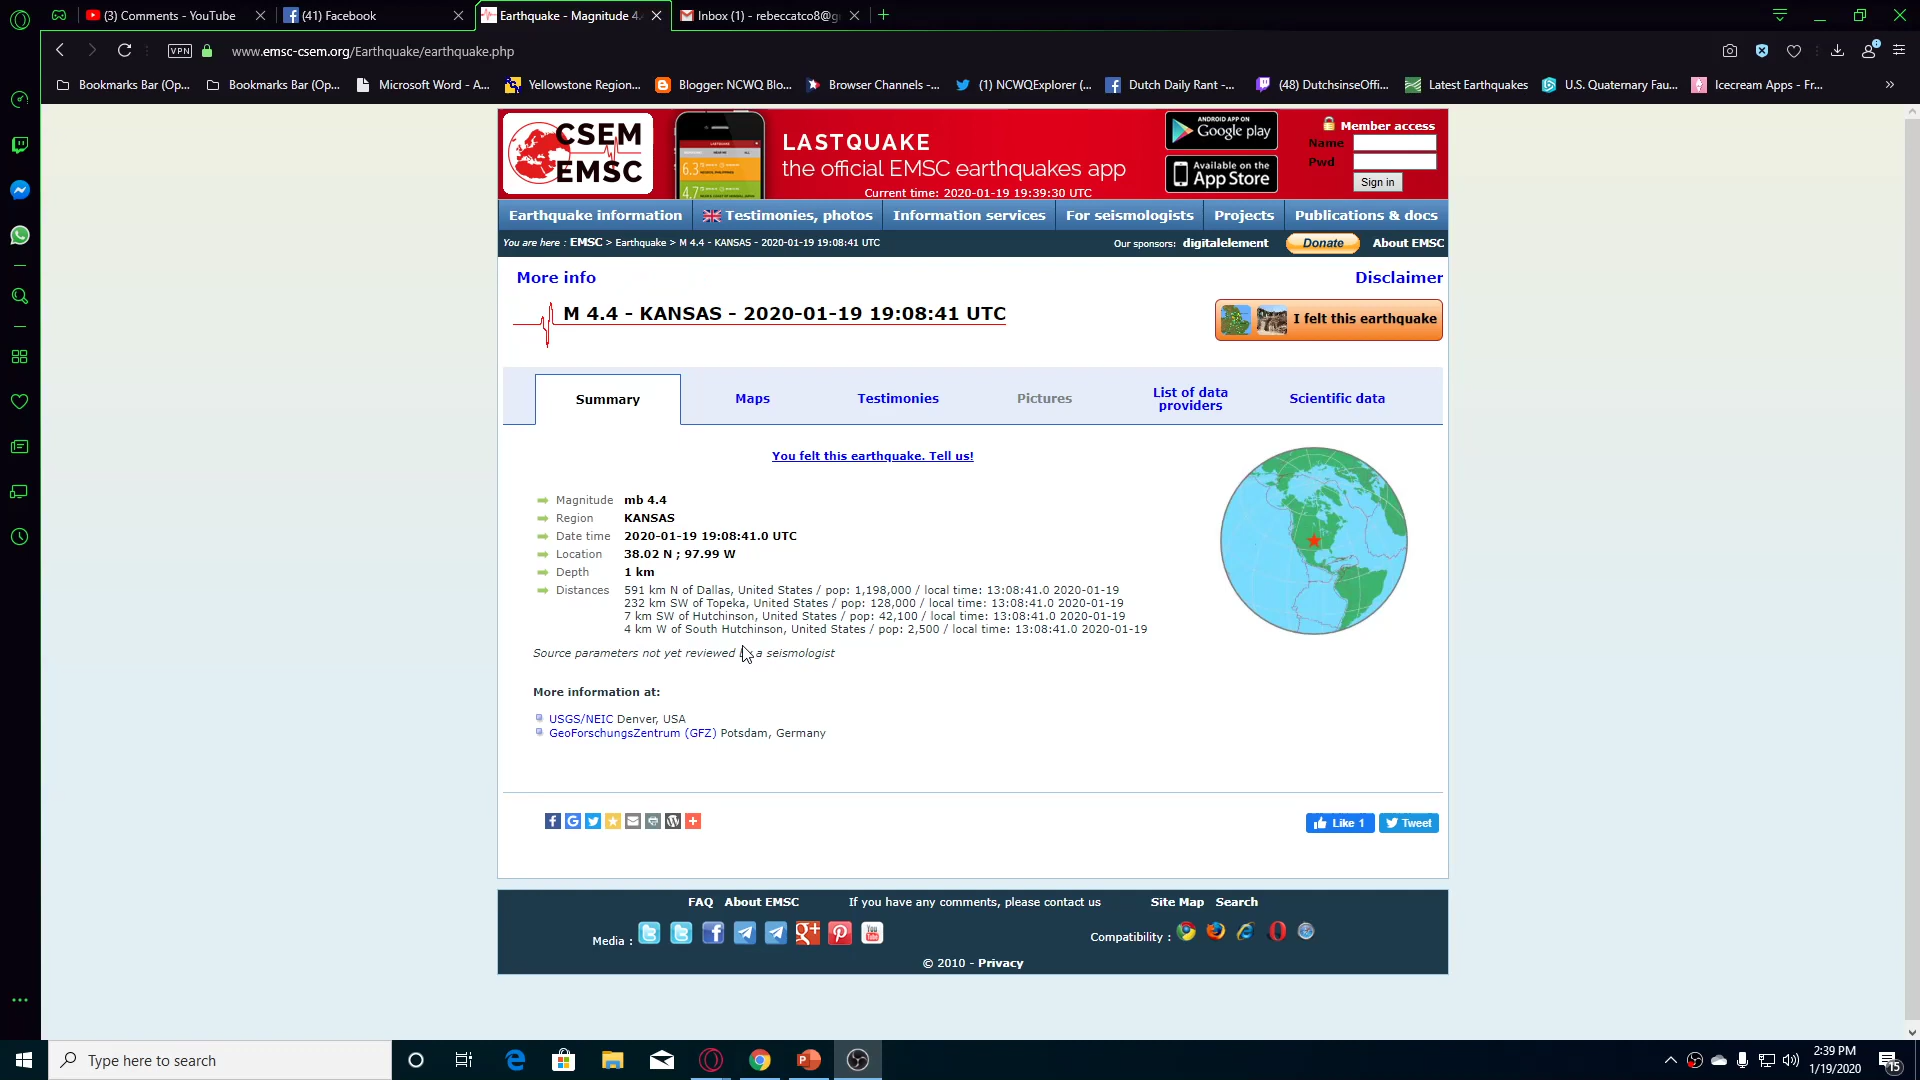 (3) Comments - YouTube
(41) Facebook
Earthquake - Magnitude 4.
Inbox (1) - rebeccatco8@g
VPN
www.emsc-csem.org/Earthquake/earthquake.php
Bookmarks Bar (Op...
Bookmarks Bar (Op...
Microsoft Word - A...
Yellowstone Region...
Blogger: NCWQ Blo...
Browser Channels -...
(1) NCWQExplorer (...
Dutch Daily Rant -...
(48) DutchsinseOffi...
Latest Earthquakes
U.S. Quaternary Fau...
Icecream Apps - Fr...
CSEM
EMSC
LASTQUAKE
6.3
4.7
LASTQUAKE
the official EMSC earthquakes app
Current time: 2020-01-19 19:39:30 UTC
ANDROID APP ON
Google play
Available on the
App Store
Member access
Name
Pwd
Sign in
Earthquake information
Testimonies, photos
Information services
For seismologists
Projects
Publications & docs
You are here : EMSC > Earthquake > M 4.4 - KANSAS - 2020-01-19 19:08:41 UTC
Our sponsors: digitalelement
Donate
About EMSC
More info
Disclaimer
M 4.4 - KANSAS - 2020-01-19 19:08:41 UTC
I felt this earthquake
Summary
Maps
Testimonies
Pictures
List of data
providers
Scientific data
You felt this earthquake. Tell us!
Magnitude mb 4.4
Region KANSAS
Date time 2020-01-19 19:08:41.0 UTC
Location 38.02 N ; 97.99 W
Depth 1 km
Distances 591 km N of Dallas, United States / pop: 1,198,000 / local time: 13:08:41.0 2020-01-19
232 km SW of Topeka, United States / pop: 128,000 / local time: 13:08:41.0 2020-01-19
7 km SW of Hutchinson, United States / pop: 42,100 / local time: 13:08:41.0 2020-01-19
4 km W of South Hutchinson, United States / pop: 2,500 / local time: 13:08:41.0 2020-01-19
Source parameters not yet reviewed by a seismologist
More information at:
USGS/NEIC Denver, USA
GeoForschungsZentrum (GFZ) Potsdam, Germany
Like 1
Tweet
FAQ
About EMSC
If you have any comments, please contact us
Site Map
Search
Media :
Compatibility :
© 2010 - Privacy
Type here to search
2:39 PM
1/19/2020
15